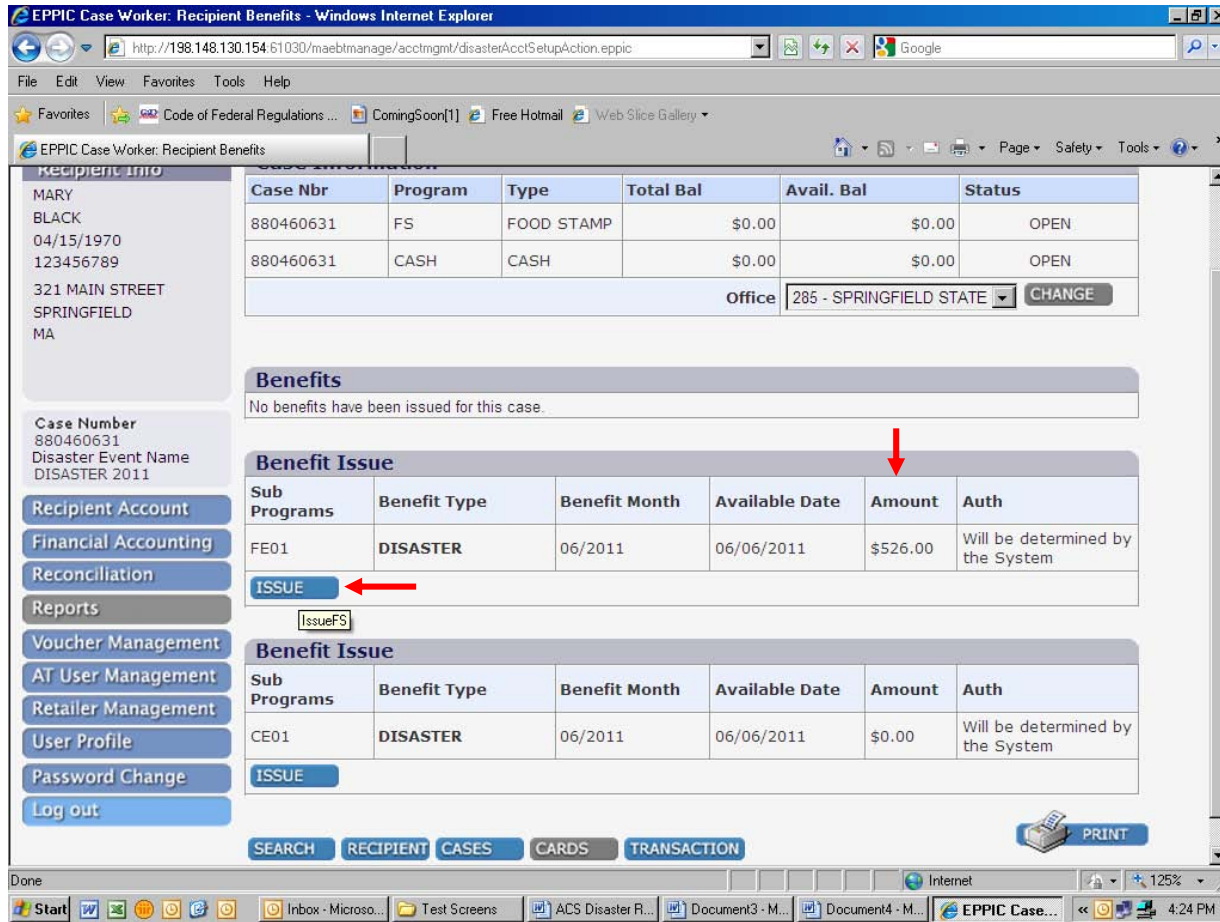 EPPIC Case Worker: Recipient Benefits - Windows Internet Explorer
http://198.148.130.154:61030/maebtmanage/acctmgmt/disasterAcctSetupAction.eppic
Google
File Edit View Favorites Tools Help
Favorites Code of Federal Regulations ... ComingSoon[1] Free Hotmail Web Slice Gallery
EPPIC Case Worker: Recipient Benefits
Page Safety Tools
Recipient Info
MARY
BLACK
04/15/1970
123456789
321 MAIN STREET
SPRINGFIELD
MA
Case Number
880460631
Disaster Event Name
DISASTER 2011
Recipient Account
Financial Accounting
Reconciliation
Reports
Voucher Management
AT User Management
Retailer Management
User Profile
Password Change
Log out
Case Information
Case Nbr Program Type Total Bal Avail. Bal Status
880460631 FS FOOD STAMP $0.00 $0.00 OPEN
880460631 CASH CASH $0.00 $0.00 OPEN
Office 285 - SPRINGFIELD STATE CHANGE
Benefits
No benefits have been issued for this case.
Benefit Issue
Sub Programs Benefit Type Benefit Month Available Date Amount Auth
FE01 DISASTER 06/2011 06/06/2011 $526.00 Will be determined by the System
ISSUE
IssueFS
Benefit Issue
Sub Programs Benefit Type Benefit Month Available Date Amount Auth
CE01 DISASTER 06/2011 06/06/2011 $0.00 Will be determined by the System
ISSUE
PRINT
SEARCH RECIPIENT CASES CARDS TRANSACTION
Done Internet 125%
Start Inbox - Microso... Test Screens ACS Disaster R... Document3 - M... Document4 - M... EPPIC Case... « 4:24 PM